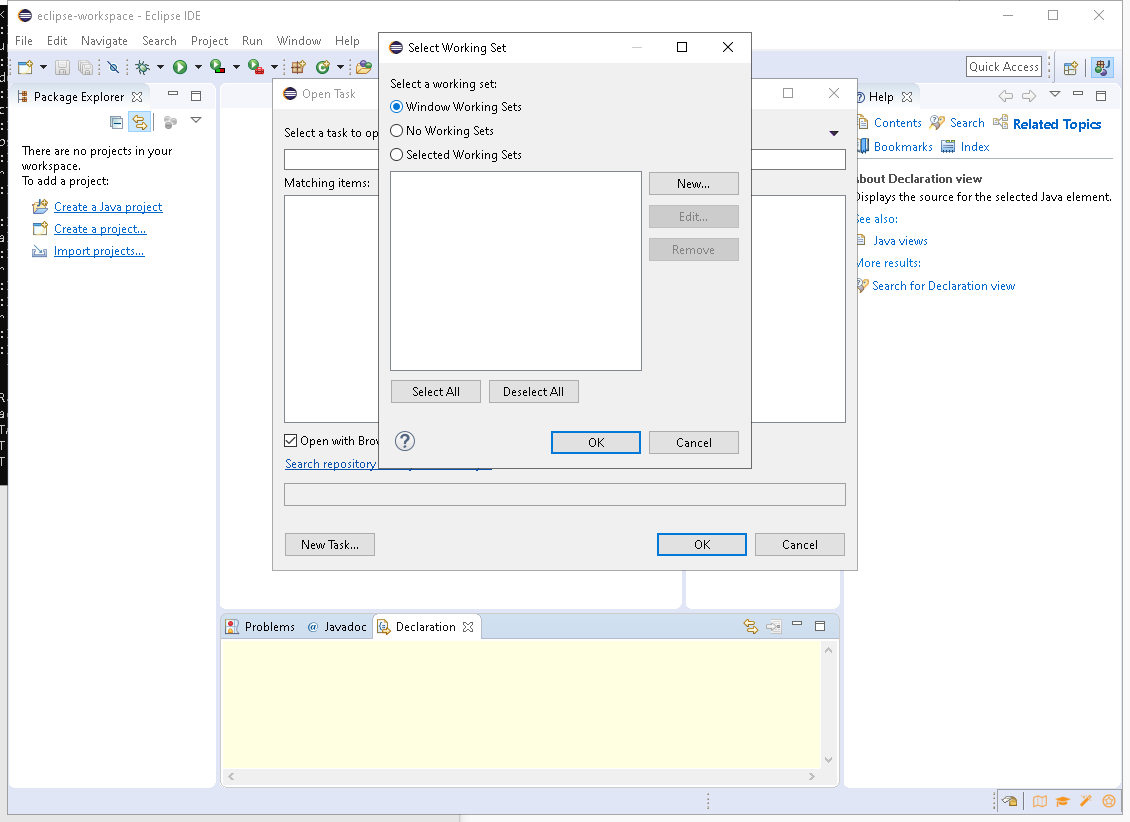 eclipse-workspace - Eclipse IDE
File Edit Navigate Search Project Run Window Help
Quick Access
Package Explorer
There are no projects in your
workspace.
To add a project:
Create a Java project
Create a project...
Import projects...
Open Task
Select a task to op
Matching items:
Open with Brow
Search repository
New Task...
OK
Cancel
Select Working Set
Select a working set:
Window Working Sets
No Working Sets
Selected Working Sets
New...
Edit...
Remove
Select All
Deselect All
OK
Cancel
Help
Contents Search Related Topics
Bookmarks Index
About Declaration view
Displays the source for the selected Java element.
See also:
Java views
More results:
Search for Declaration view
Problems @ Javadoc Declaration